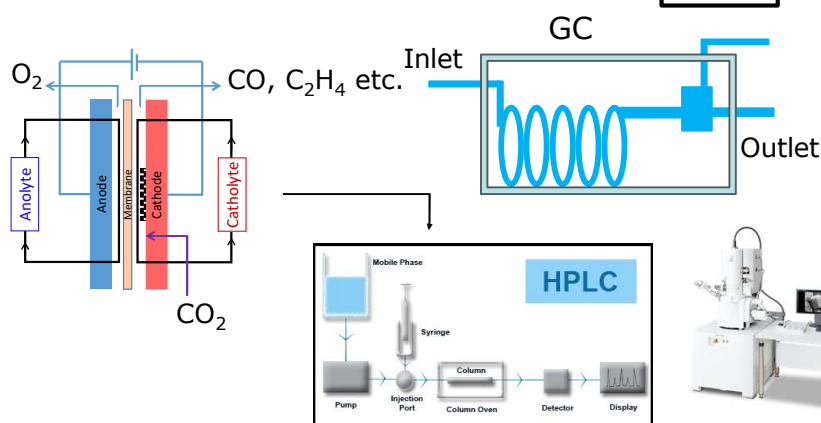 GC
Inlet
Outlet
O₂
CO, C₂H₄ etc.
Anolyte
Anode
Membrane
Cathode
Catholyte
CO₂
HPLC
Mobile Phase
Syringe
Pump
Injection
Port
Column
Column Oven
Detector
Display